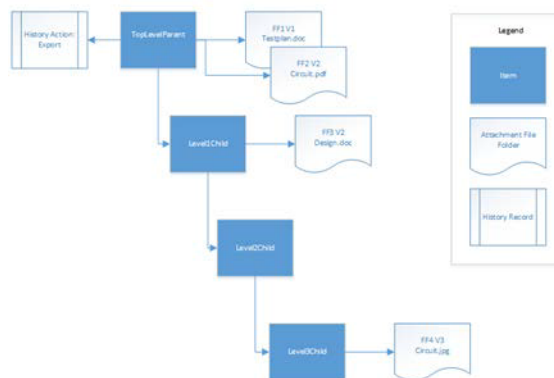 History Action:
Export
TopLevelParent
FF1 V1
Testplan.doc
FF2 V2
Circuit.pdf
Level1Child
FF3 V2
Design.doc
Level2Child
Level3Child
FF4 V3
Circuit.jpg
Legend
Item
Attachment File
Folder
History Record